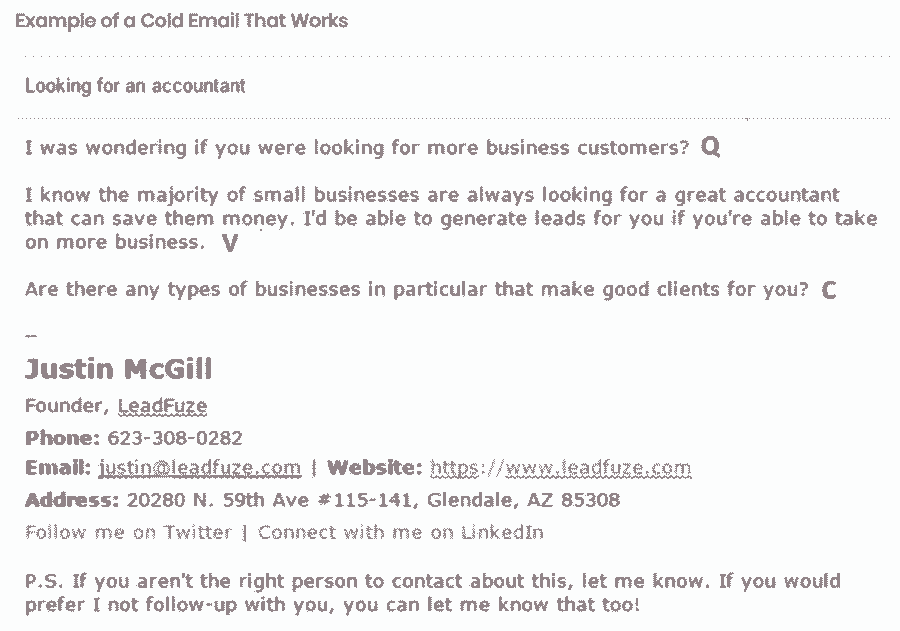 Example of a Cold Email That Works
Looking for an accountant
I was wondering if you were looking for more business customers? Q
I know the majority of small businesses are always looking for a great accountant
that can save them money. I'd be able to generate leads for you if you're able to take
on more business. V
Are there any types of businesses in particular that make good clients for you? C
--
Justin McGill
Founder, LeadFuze
Phone: 623-308-0282
Email: justin@leadfuze.com | Website: https://www.leadfuze.com
Address: 20280 N. 59th Ave #115-141, Glendale, AZ 85308
Follow me on Twitter | Connect with me on LinkedIn
P.S. If you aren't the right person to contact about this, let me know. If you would
prefer I not follow-up with you, you can let me know that too!